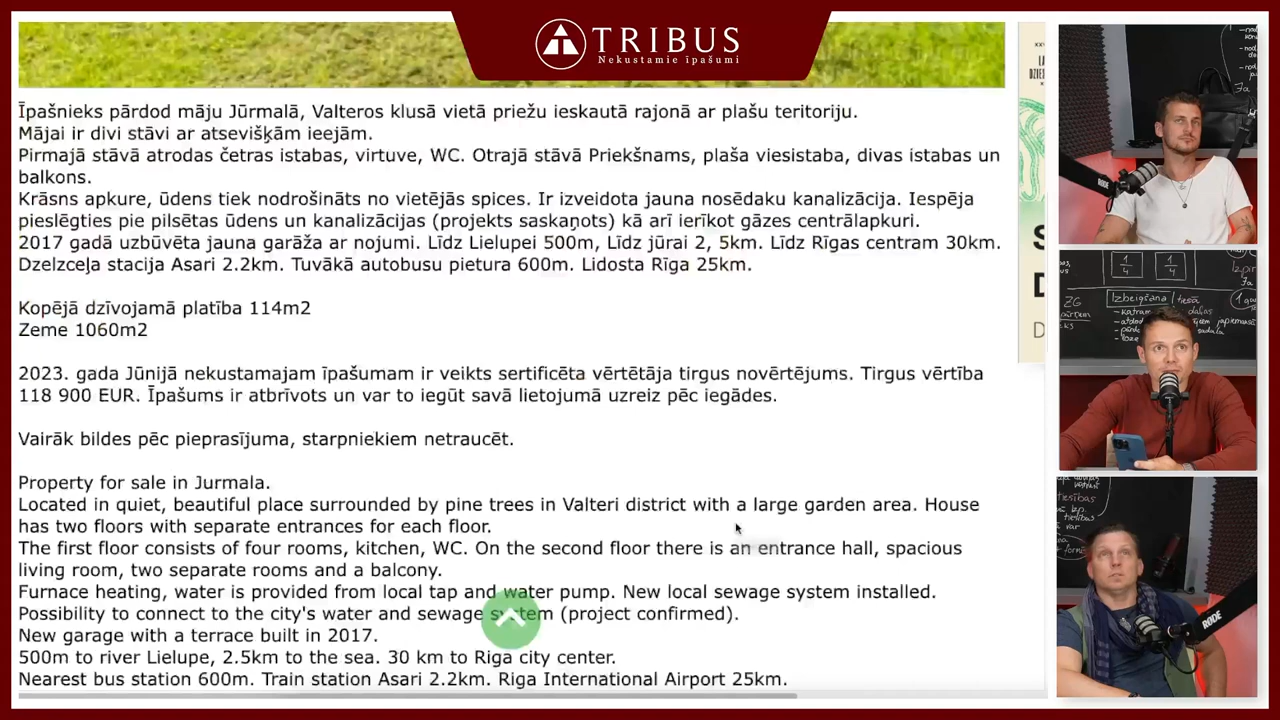 TRIBUS
Nekustamie īpašumi
Īpašnieks pārdod māju Jūrmalā, Valteros klusā vietā priežu ieskautā rajonā ar plašu teritoriju.
Mājai ir divi stāvi ar atsevišķām ieejām.
Pirmajā stāvā atrodas četras istabas, virtuve, WC. Otrajā stāvā Priekšnams, plaša viesistaba, divas istabas un
balkons.
Krāsns apkure, ūdens tiek nodrošināts no vietējās spices. Ir izveidota jauna nosēdaku kanalizācija. Iespēja
pieslēgties pie pilsētas ūdens un kanalizācijas (projekts saskaņots) kā arī ierīkot gāzes centrālapkuri.
2017 gadā uzbūvēta jauna garāža ar nojumi. Līdz Lielupei 500m, Līdz jūrai 2, 5km. Līdz Rīgas centram 30km.
Dzelzceļa stacija Asari 2.2km. Tuvākā autobusu pietura 600m. Lidosta Rīga 25km.
Kopējā dzīvojamā platība 114m2
Zeme 1060m2
2023. gada Jūnijā nekustamajam īpašumam ir veikts sertificēta vērtētāja tirgus novērtējums. Tirgus vērtība
118 900 EUR. Īpašums ir atbrīvots un var to iegūt savā lietojumā uzreiz pēc iegādes.
Vairāk bildes pēc pieprasījuma, starpniekiem netraucēt.
Property for sale in Jurmala.
Located in quiet, beautiful place surrounded by pine trees in Valteri district with a large garden area. House
has two floors with separate entrances for each floor.
The first floor consists of four rooms, kitchen, WC. On the second floor there is an entrance hall, spacious
living room, two separate rooms and a balcony.
Furnace heating, water is provided from local tap and water pump. New local sewage system installed.
Possibility to connect to the city's water and sewage system (project confirmed).
New garage with a terrace built in 2017.
500m to river Lielupe, 2.5km to the sea. 30 km to Riga city center.
Nearest bus station 600m. Train station Asari 2.2km. Riga International Airport 25km.
RODE
1/4 1/4
ZG
Izbeigšana
tiesā
RODE
RODE